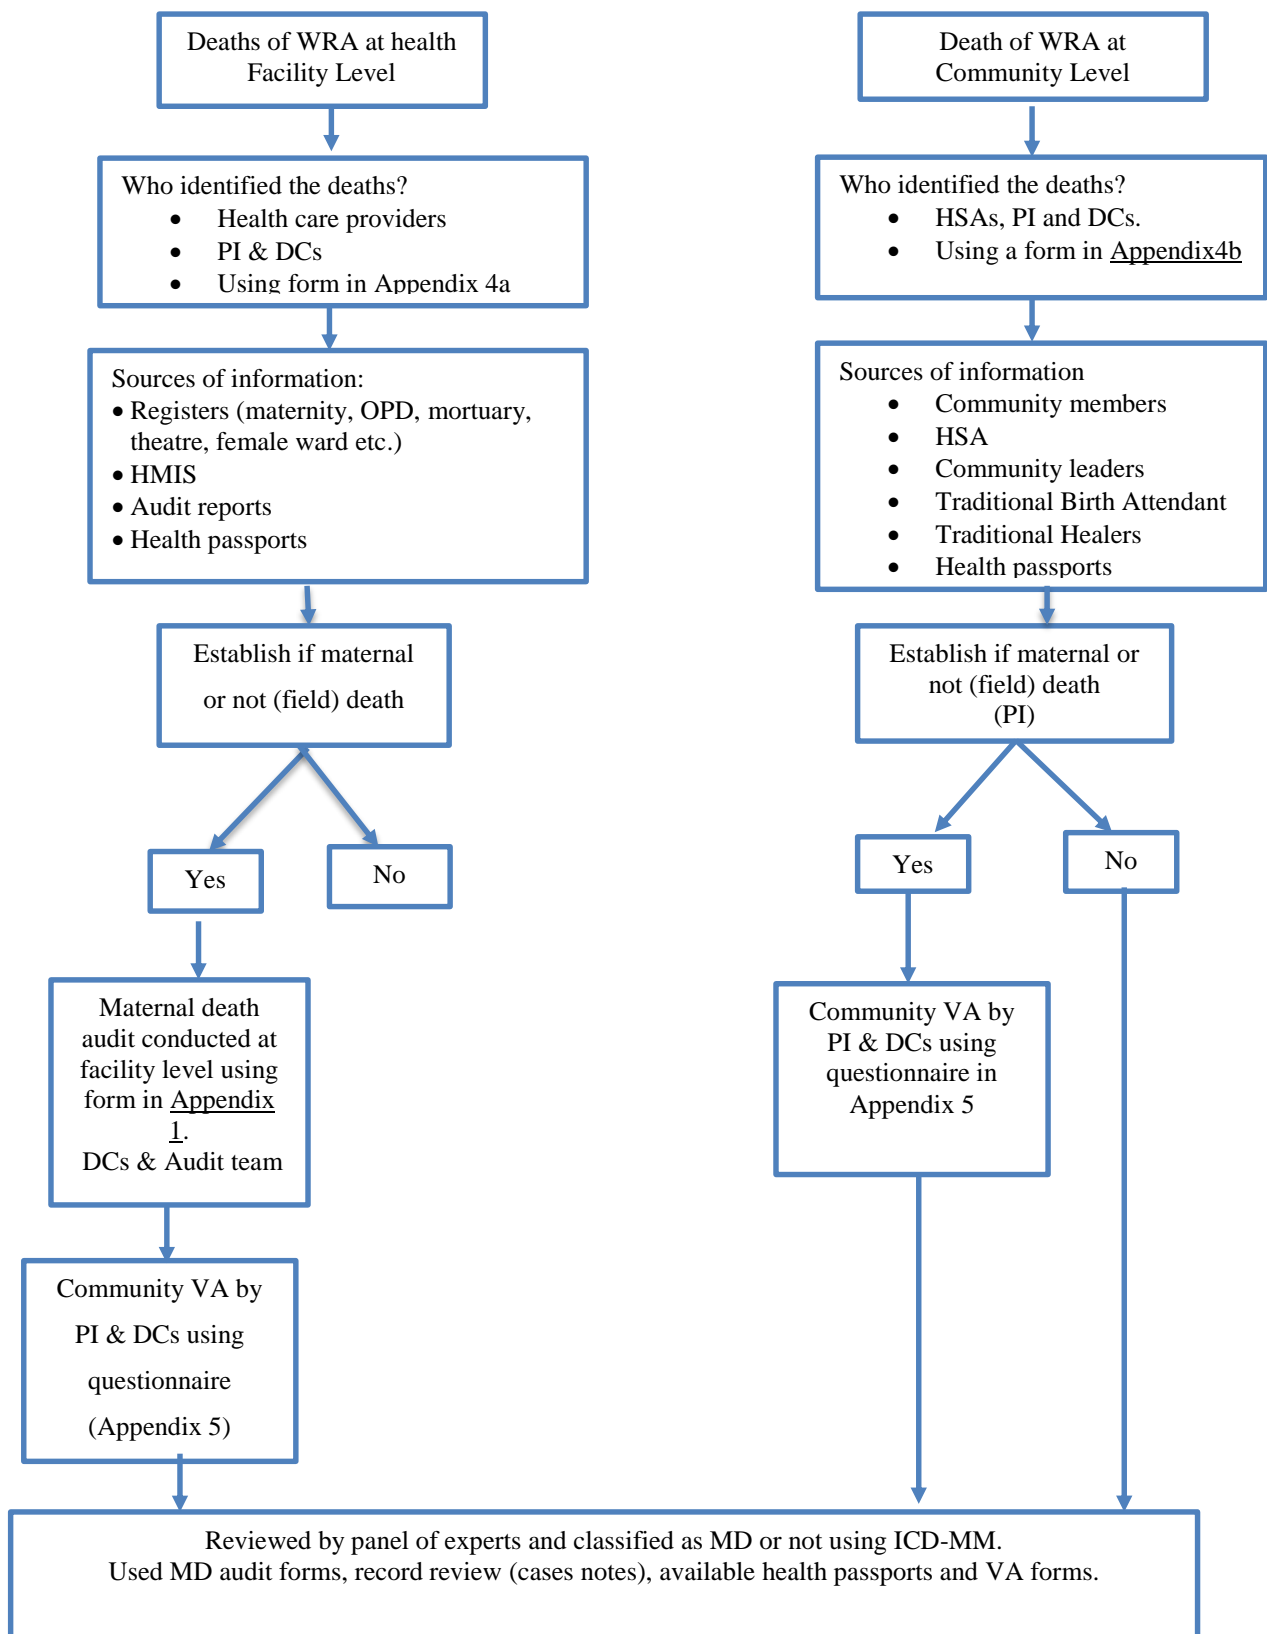 Deaths of WRA at health
Facility Level
Death of WRA at
Community Level
Who identified the deaths?
• Health care providers
• PI & DCs
• Using form in Appendix 4a
Who identified the deaths?
• HSAs, PI and DCs.
• Using a form in Appendix4b
Sources of information:
• Registers (maternity, OPD, mortuary,
theatre, female ward etc.)
• HMIS
• Audit reports
• Health passports
Sources of information
• Community members
• HSA
• Community leaders
• Traditional Birth Attendant
• Traditional Healers
• Health passports
Establish if maternal
or not (field) death
Establish if maternal or
not (field) death
(PI)
Yes
No
Yes
No
Maternal death
audit conducted at
facility level using
form in Appendix
1.
DCs & Audit team
Community VA by
PI & DCs using
questionnaire in
Appendix 5
Community VA by
PI & DCs using
questionnaire
(Appendix 5)
Reviewed by panel of experts and classified as MD or not using ICD-MM.
Used MD audit forms, record review (cases notes), available health passports and VA forms.